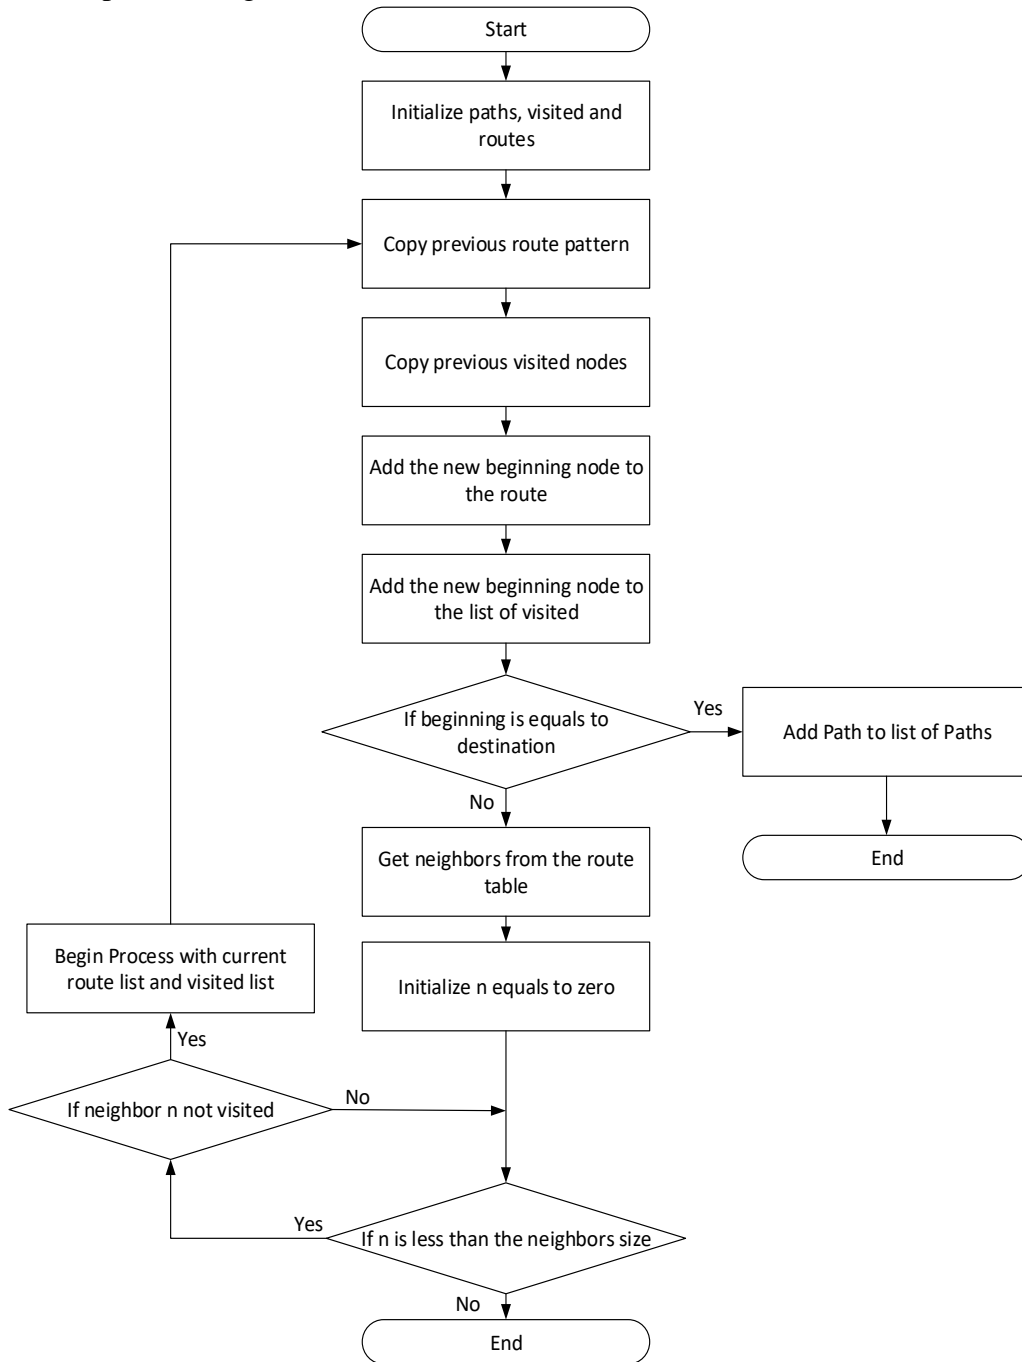 Start
Initialize paths, visited and
routes
Copy previous route pattern
Copy previous visited nodes
Add the new beginning node to
the route
Add the new beginning node to
the list of visited
If beginning is equals to
destination
Yes
Add Path to list of Paths
End
No
Get neighbors from the route
table
Initialize n equals to zero
Begin Process with current
route list and visited list
Yes
If neighbor n not visited
No
Yes
If n is less than the neighbors size
No
End